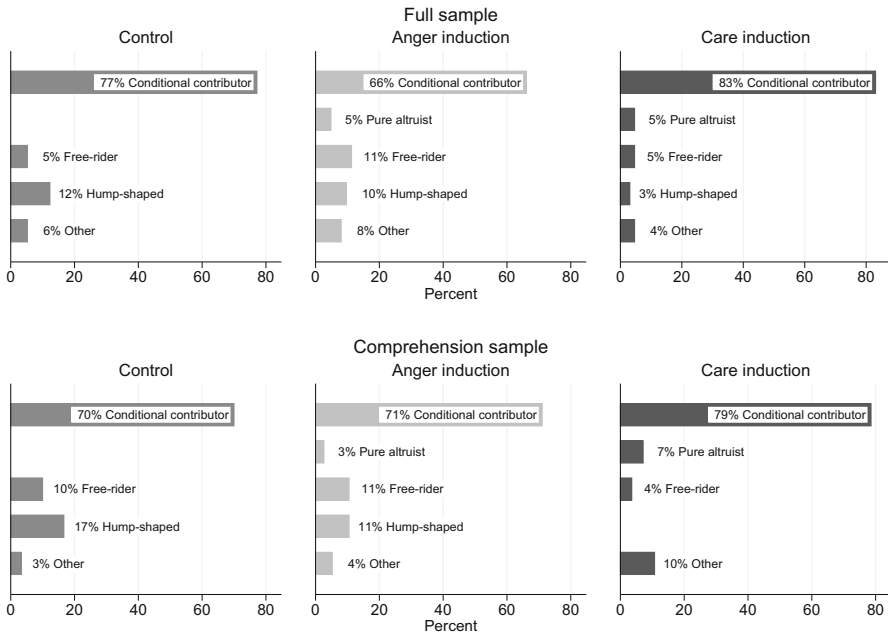 Full sample
Control
Anger induction
Care induction
77% Conditional contributor
66% Conditional contributor
83% Conditional contributor
5% Pure altruist
5% Pure altruist
5% Free-rider
11% Free-rider
5% Free-rider
12% Hump-shaped
10% Hump-shaped
3% Hump-shaped
6% Other
8% Other
4% Other
0 20 40 60 80
0 20 40 60 80
0 20 40 60 80
Percent
Comprehension sample
Control
Anger induction
Care induction
70% Conditional contributor
71% Conditional contributor
79% Conditional contributor
3% Pure altruist
7% Pure altruist
10% Free-rider
11% Free-rider
4% Free-rider
17% Hump-shaped
11% Hump-shaped
3% Other
4% Other
10% Other
0 20 40 60 80
0 20 40 60 80
0 20 40 60 80
Percent